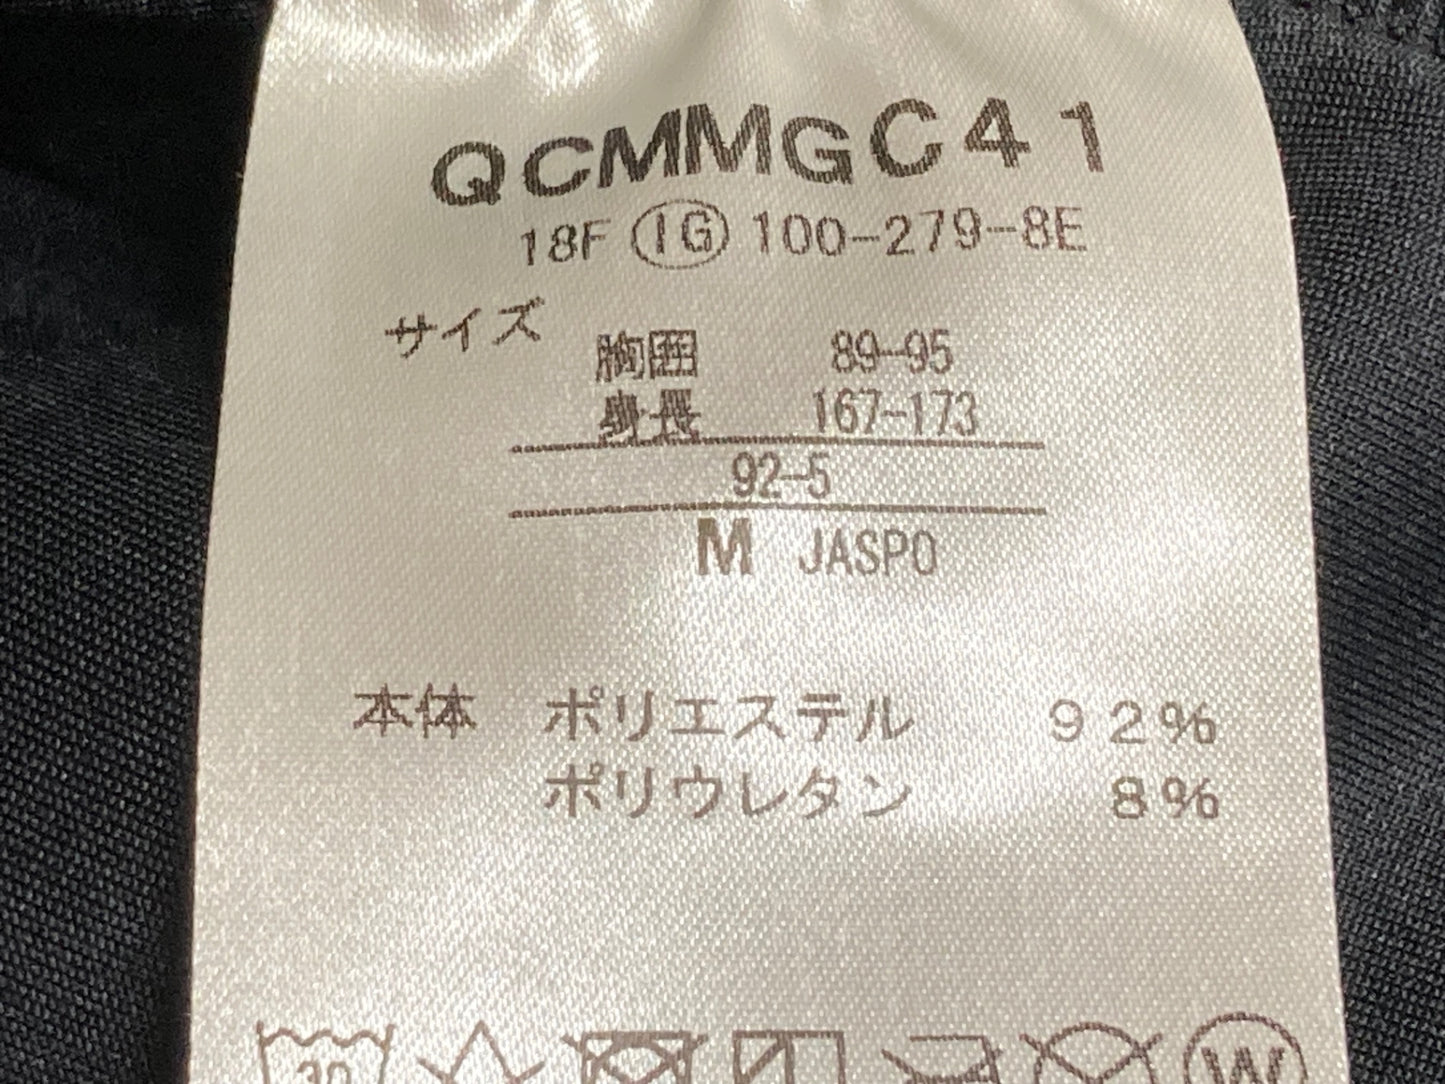 QCMMGC41
18F IG 100-279-8E
サイズ
胸囲 89-95
身長 167-173
92-5
M JASPO
本体 ポリエステル 92%
ポリウレタン 8%
30 W